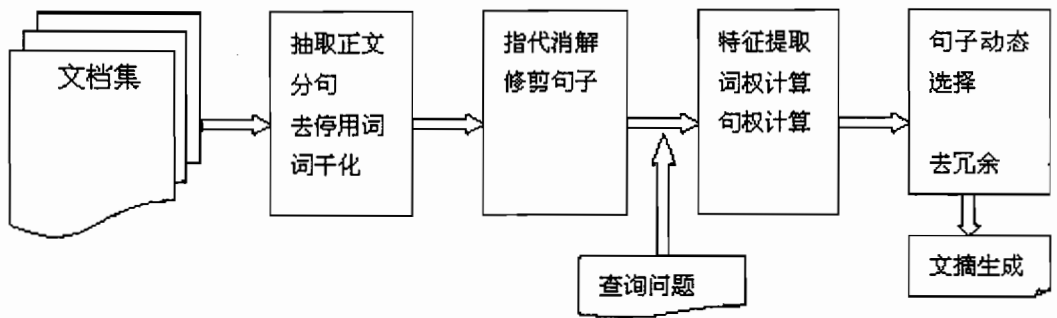 文档集
抽取正文
分句
去停用词
词干化
指代消解
修剪句子
特征提取
词权计算
句权计算
句子动态
选择
去冗余
查询问题
文摘生成